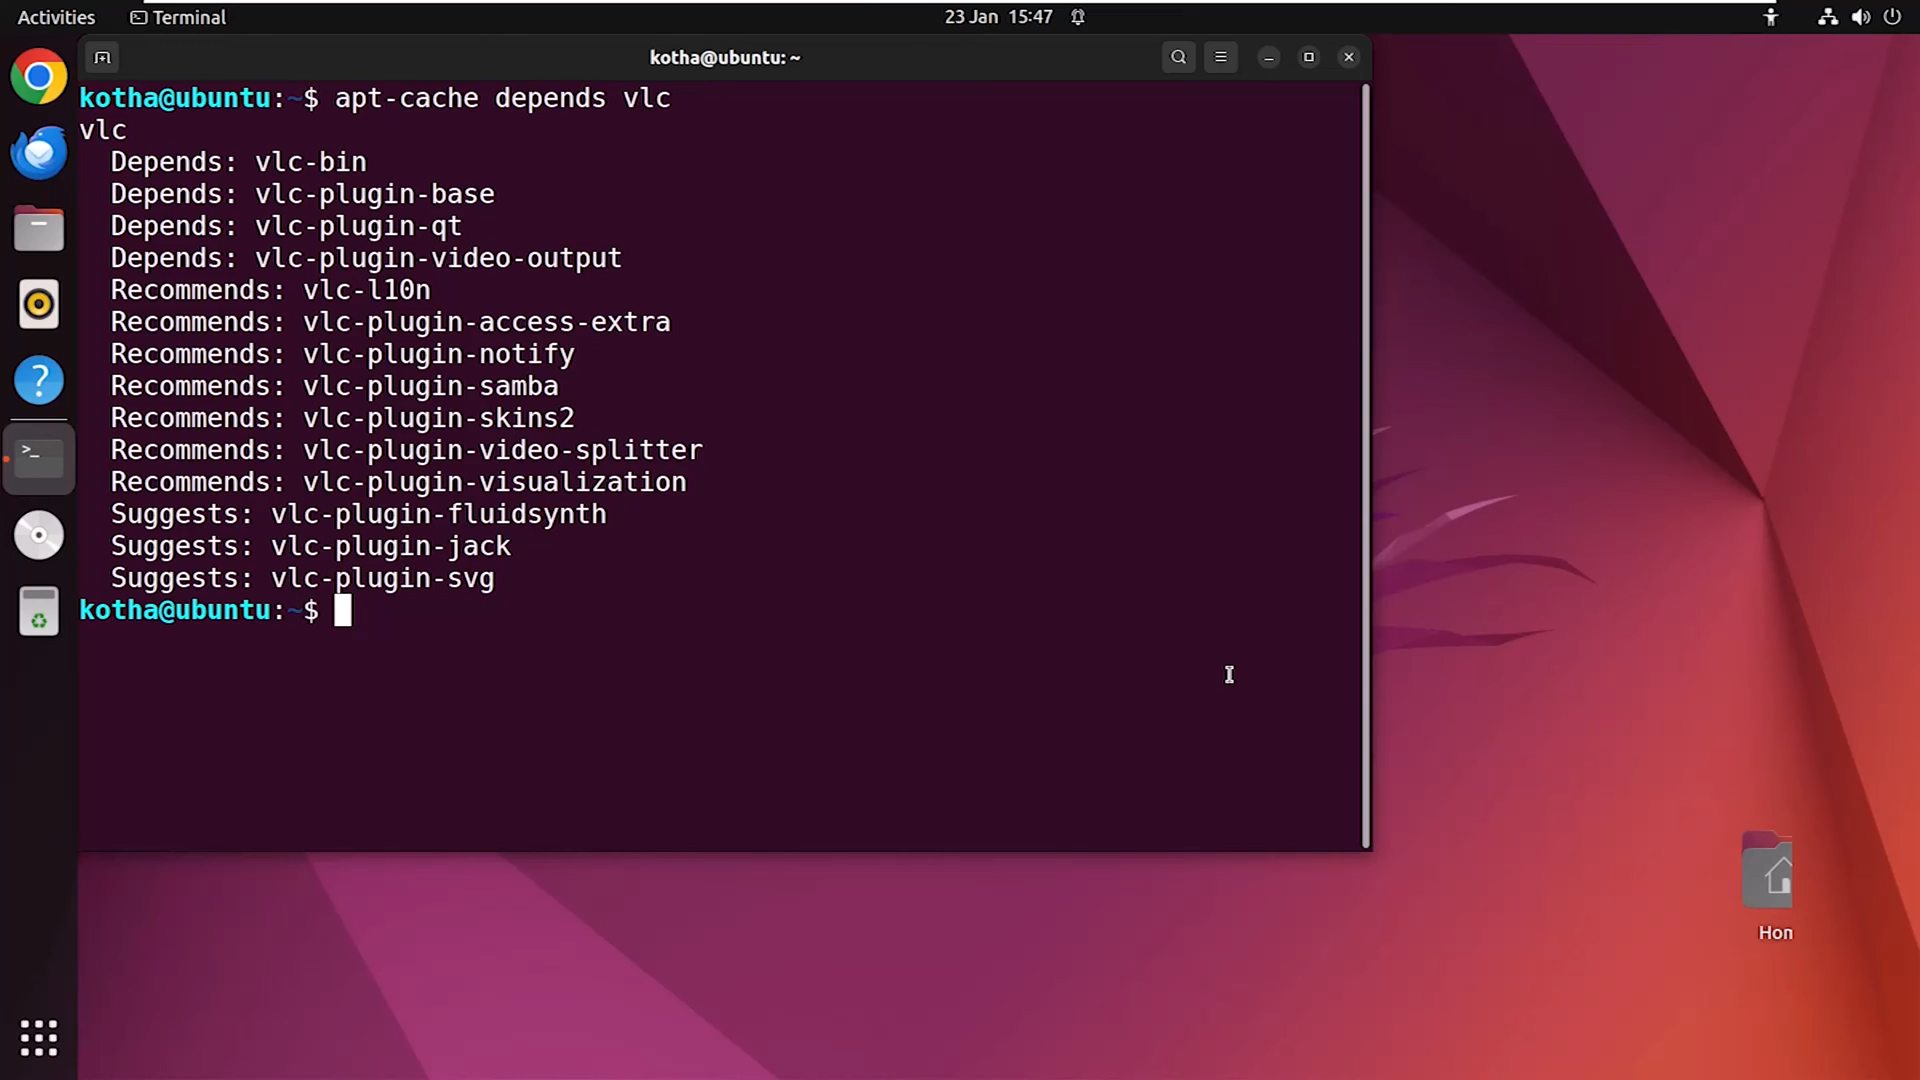 Activities
Terminal
23 Jan 15:47
kotha@ubuntu: ~
kotha@ubuntu:~$ apt-cache depends vlc
vlc
  Depends: vlc-bin
  Depends: vlc-plugin-base
  Depends: vlc-plugin-qt
  Depends: vlc-plugin-video-output
  Recommends: vlc-l10n
  Recommends: vlc-plugin-access-extra
  Recommends: vlc-plugin-notify
  Recommends: vlc-plugin-samba
  Recommends: vlc-plugin-skins2
  Recommends: vlc-plugin-video-splitter
  Recommends: vlc-plugin-visualization
  Suggests: vlc-plugin-fluidsynth
  Suggests: vlc-plugin-jack
  Suggests: vlc-plugin-svg
kotha@ubuntu:~$
Hom